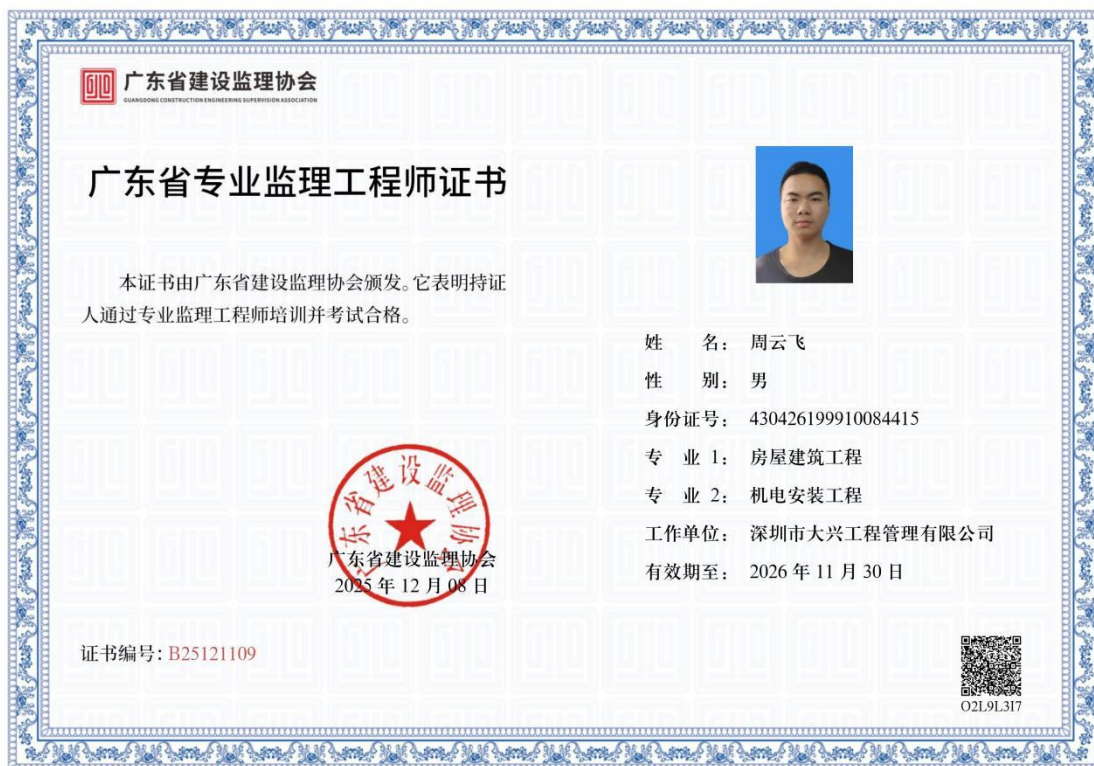 广东省建设监理协会
GUANGDONG CONSTRUCTION ENGINEERING SUPERVISION ASSOCIATION
广东省专业监理工程师证书
本证书由广东省建设监理协会颁发。它表明持证
人通过专业监理工程师培训并考试合格。
姓 名： 周云飞
性 别： 男
身份证号： 430426199910084415
专 业 1： 房屋建筑工程
专 业 2： 机电安装工程
工作单位： 深圳市大兴工程管理有限公司
有效期至： 2026 年 11 月 30 日
广东省建设监理协会
广东省建设监理协会
2025 年 12 月 08 日
证书编号：B25121109
O2L9L3I7